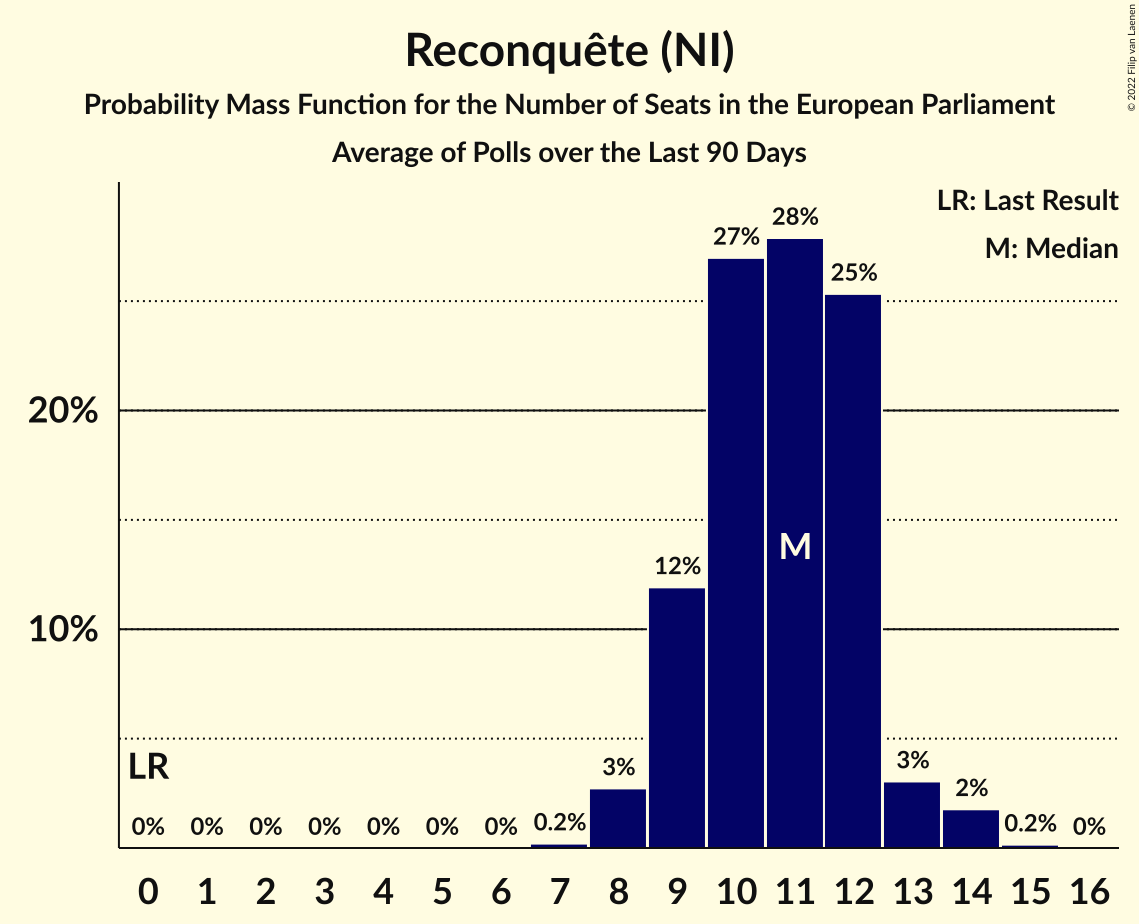 Reconquête (NI)
Probability Mass Function for the Number of Seats in the European Parliament
Average of Polls over the Last 90 Days
© 2022 Filip van Laenen
LR: Last Result
M: Median
28%
27%
25%
20%
12%
M
10%
LR
3%
3%
2%
0% 0% 0% 0% 0% 0% 0% 0.2% 0.2% 0%
0 1 2 3 4 5 6 7 8 9 10 11 12 13 14 15 16